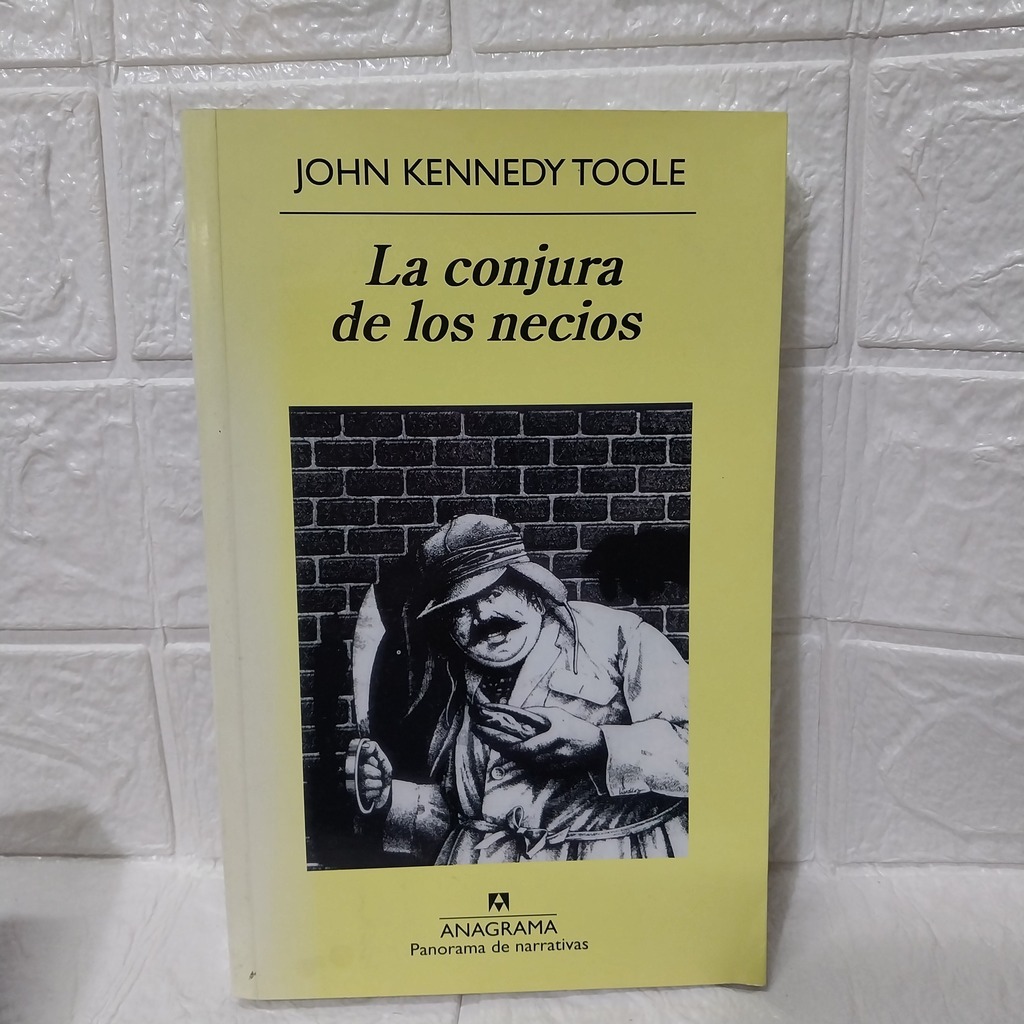 JOHN KENNEDY TOOLE
La conjura
de los necios
ANAGRAMA
Panorama de narrativas